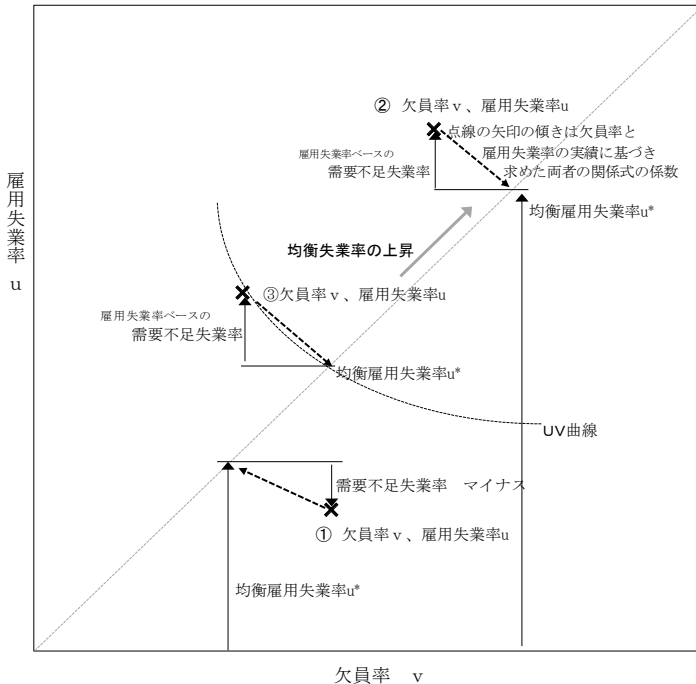 ② 欠員率ｖ、雇用失業率u
点線の矢印の傾きは欠員率と
雇用失業率の実績に基づき
求めた両者の関係式の係数
雇用失業率ベースの
需要不足失業率
均衡雇用失業率u*
雇用失業率 u
均衡失業率の上昇
③欠員率ｖ、雇用失業率u
雇用失業率ベースの
需要不足失業率
均衡雇用失業率u*
UV曲線
需要不足失業率 マイナス
① 欠員率ｖ、雇用失業率u
均衡雇用失業率u*
欠員率 ｖ